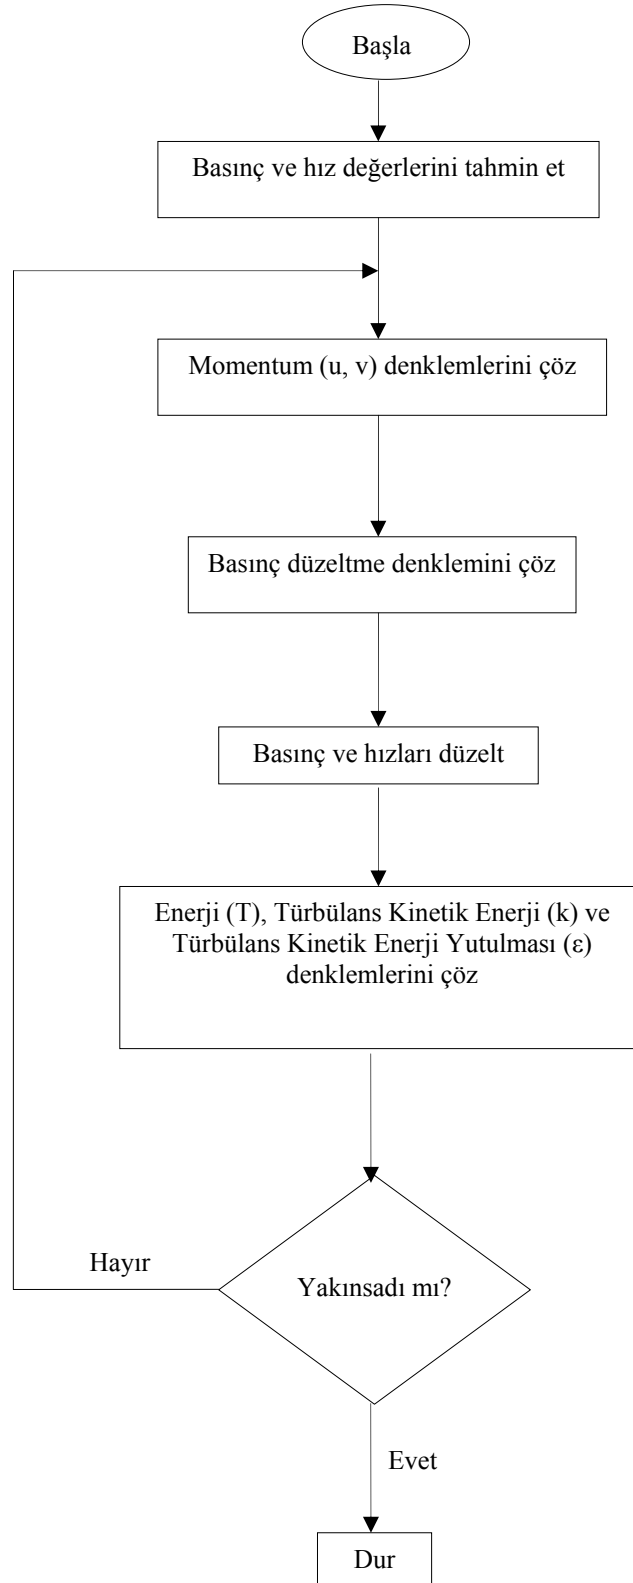 Başla
Basınç ve hız değerlerini tahmin et
Momentum (u, v) denklemlerini çöz
Basınç düzeltme denklemini çöz
Basınç ve hızları düzelt
Enerji (T), Türbülans Kinetik Enerji (k) ve
Türbülans Kinetik Enerji Yutulması (ε)
denklemlerini çöz
Hayır
Yakınsadı mı?
Evet
Dur